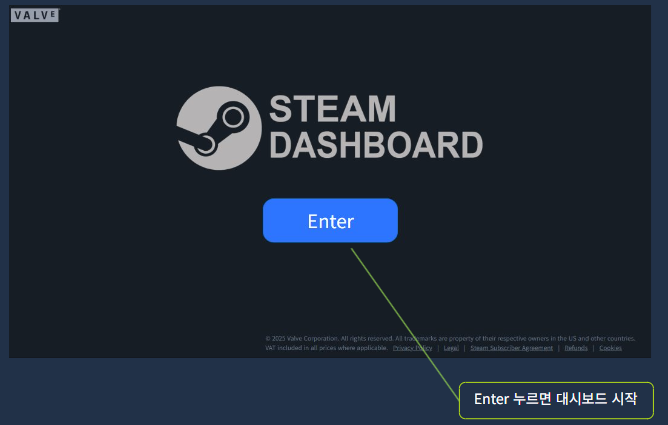 VALVE
STEAM
DASHBOARD
Enter
© 2025 Valve Corporation. All rights reserved. All trademarks are property of their respective owners in the US and other countries.
VAT included in all prices where applicable. Privacy Policy | Legal | Steam Subscriber Agreement | Refunds | Cookies
Enter 누르면 대시보드 시작